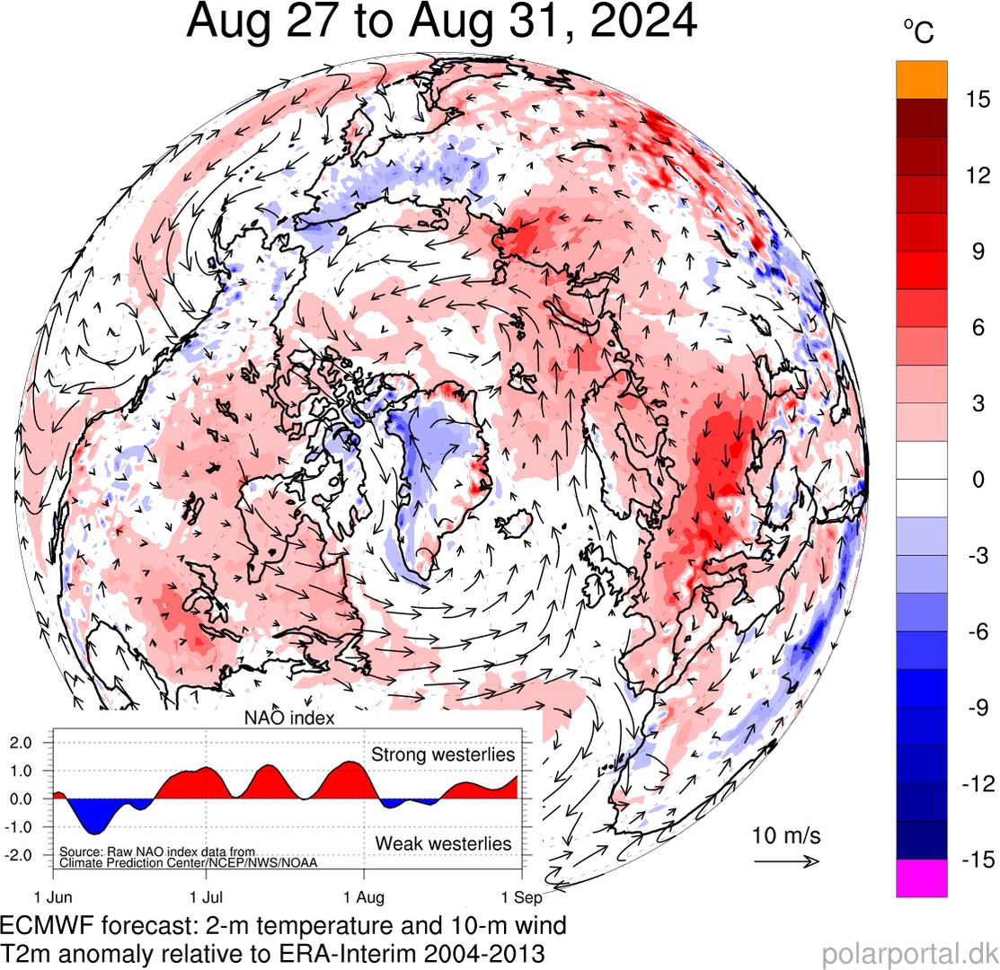 Aug 27 to Aug 31, 2024
°C
15
12
9
6
3
0
-3
-6
-9
-12
-15
NAO index
2.0
1.0
0.0
-1.0
-2.0
Strong westerlies
Weak westerlies
Source: Raw NAO index data from
Climate Prediction Center/NCEP/NWS/NOAA
1 Jun 1 Jul 1 Aug 1 Sep
10 m/s
ECMWF forecast: 2-m temperature and 10-m wind
T2m anomaly relative to ERA-Interim 2004-2013
polarportal.dk